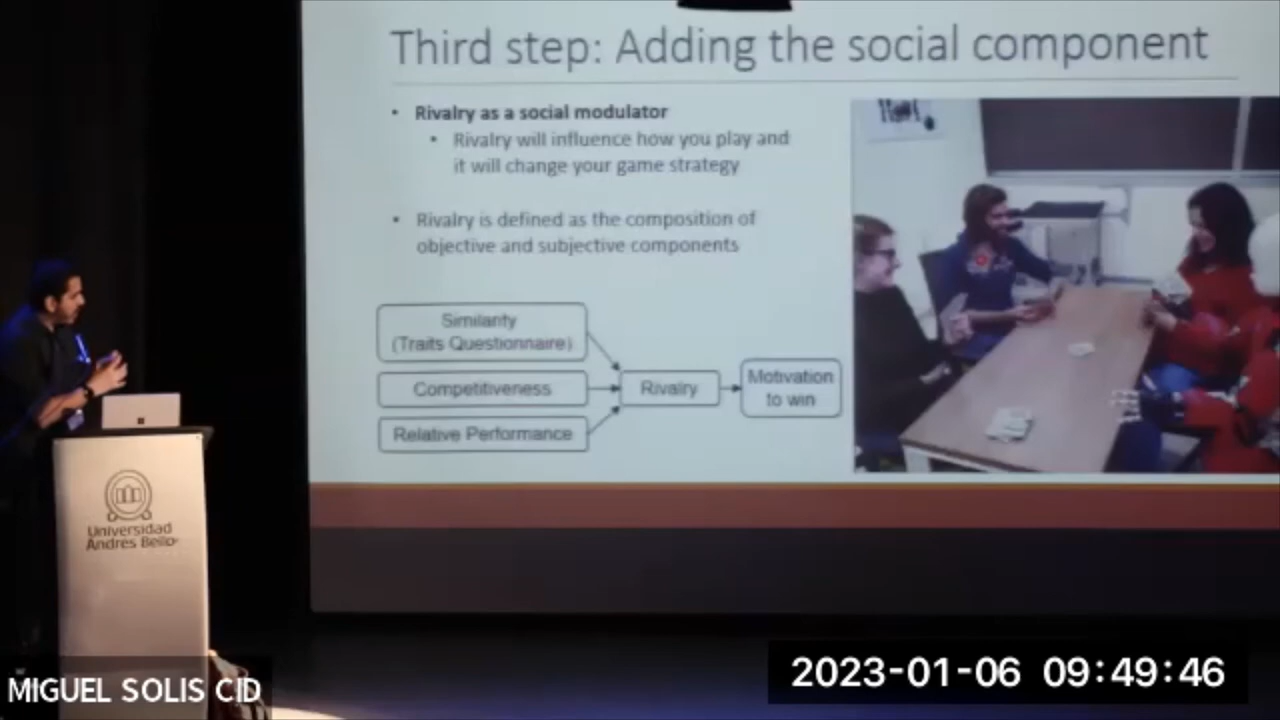 Third step: Adding the social component
• Rivalry as a social modulator
• Rivalry will influence how you play and
it will change your game strategy
• Rivalry is defined as the composition of
objective and subjective components
Similarity
(Traits Questionnaire)
Competitiveness
Relative Performance
Rivalry
Motivation
to win
Universidad
Andres Bello
MIGUEL SOLIS CID
2023-01-06 09:49:46